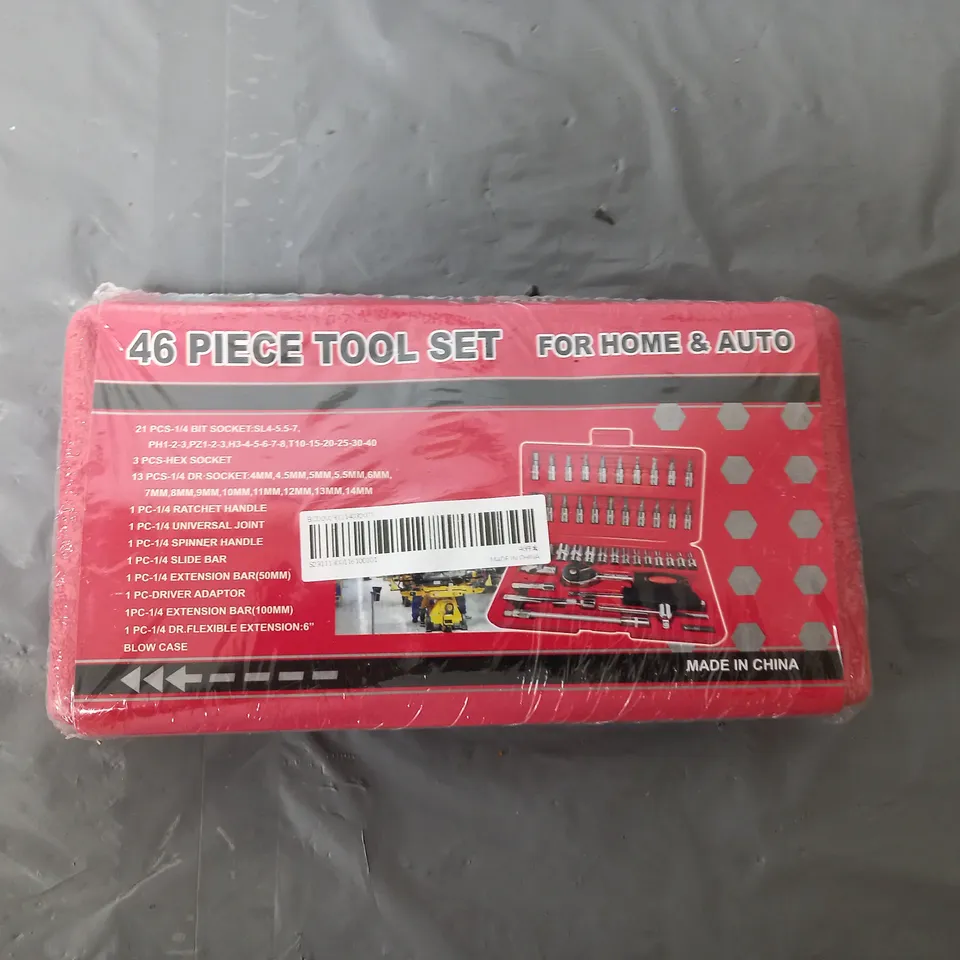 46 PIECE TOOL SET FOR HOME & AUTO
21 PCS-1/4 BIT SOCKET:SL4-5.5-7,
PH1-2-3,PZ1-2-3,H3-4-5-6-7-8,T10-15-20-25-30-40
3 PCS-HEX SOCKET
13 PCS-1/4 DR-SOCKET:4MM,4.5MM,5MM,5.5MM,6MM,
7MM,8MM,9MM,10MM,11MM,12MM,13MM,14MM
1 PC-1/4 RATCHET HANDLE
1 PC-1/4 UNIVERSAL JOINT
1 PC-1/4 SPINNER HANDLE
1 PC-1/4 SLIDE BAR
1 PC-1/4 EXTENSION BAR(50MM)
1 PC-DRIVER ADAPTOR
1PC-1/4 EXTENSION BAR(100MM)
1 PC-1/4 DR.FLEXIBLE EXTENSION:6"
BLOW CASE
MADE IN CHINA
MADE IN CHINA